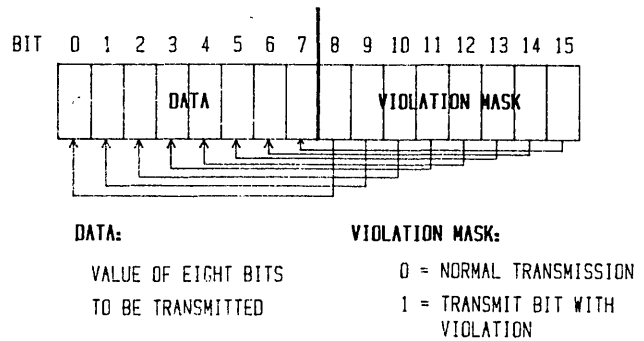 BIT 0 1 2 3 4 5 6 7 8 9 10 11 12 13 14 15
DATA VIOLATION MASK
DATA:
VALUE OF EIGHT BITS
TO BE TRANSMITTED
VIOLATION MASK:
0 = NORMAL TRANSMISSION
1 = TRANSMIT BIT WITH
VIOLATION